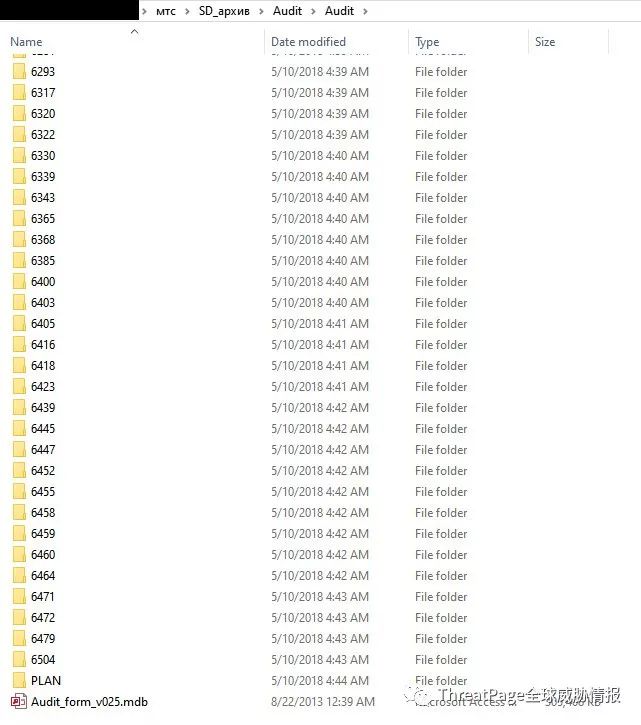 › мтс › SD_архив › Audit › Audit ›
Name Date modified Type Size
6293 5/10/2018 4:39 AM File folder
6317 5/10/2018 4:39 AM File folder
6320 5/10/2018 4:39 AM File folder
6322 5/10/2018 4:39 AM File folder
6330 5/10/2018 4:40 AM File folder
6339 5/10/2018 4:40 AM File folder
6343 5/10/2018 4:40 AM File folder
6365 5/10/2018 4:40 AM File folder
6368 5/10/2018 4:40 AM File folder
6385 5/10/2018 4:40 AM File folder
6400 5/10/2018 4:40 AM File folder
6403 5/10/2018 4:40 AM File folder
6405 5/10/2018 4:41 AM File folder
6416 5/10/2018 4:41 AM File folder
6418 5/10/2018 4:41 AM File folder
6423 5/10/2018 4:41 AM File folder
6439 5/10/2018 4:42 AM File folder
6445 5/10/2018 4:42 AM File folder
6447 5/10/2018 4:42 AM File folder
6452 5/10/2018 4:42 AM File folder
6455 5/10/2018 4:42 AM File folder
6458 5/10/2018 4:42 AM File folder
6459 5/10/2018 4:42 AM File folder
6460 5/10/2018 4:42 AM File folder
6464 5/10/2018 4:42 AM File folder
6471 5/10/2018 4:43 AM File folder
6472 5/10/2018 4:43 AM File folder
6479 5/10/2018 4:43 AM File folder
6504 5/10/2018 4:43 AM File folder
PLAN 5/10/2018 4:44 AM File folder
Audit_form_v025.mdb 8/22/2013 12:39 AM Microsoft Access
ThreatPage全球威胁情报